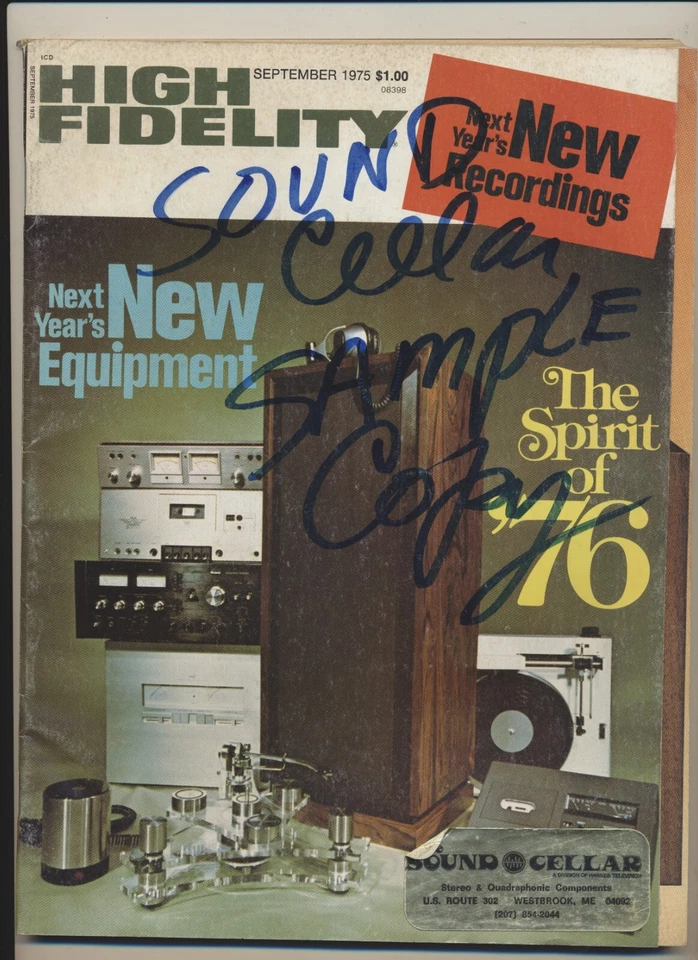 ICD
SEPTEMBER 1975
HIGH
FIDELITY
SEPTEMBER 1975 $1.00
08398
Next
Year's New
Recordings
SOUND
Cellar
SAMPLE
Copy
Next
Year's New
Equipment
The
Spirit
of
'76
SOUND CELLAR
Stereo & Quadraphonic Components
U.S. ROUTE 302 WESTBROOK, ME 04092
(207) 854-2044